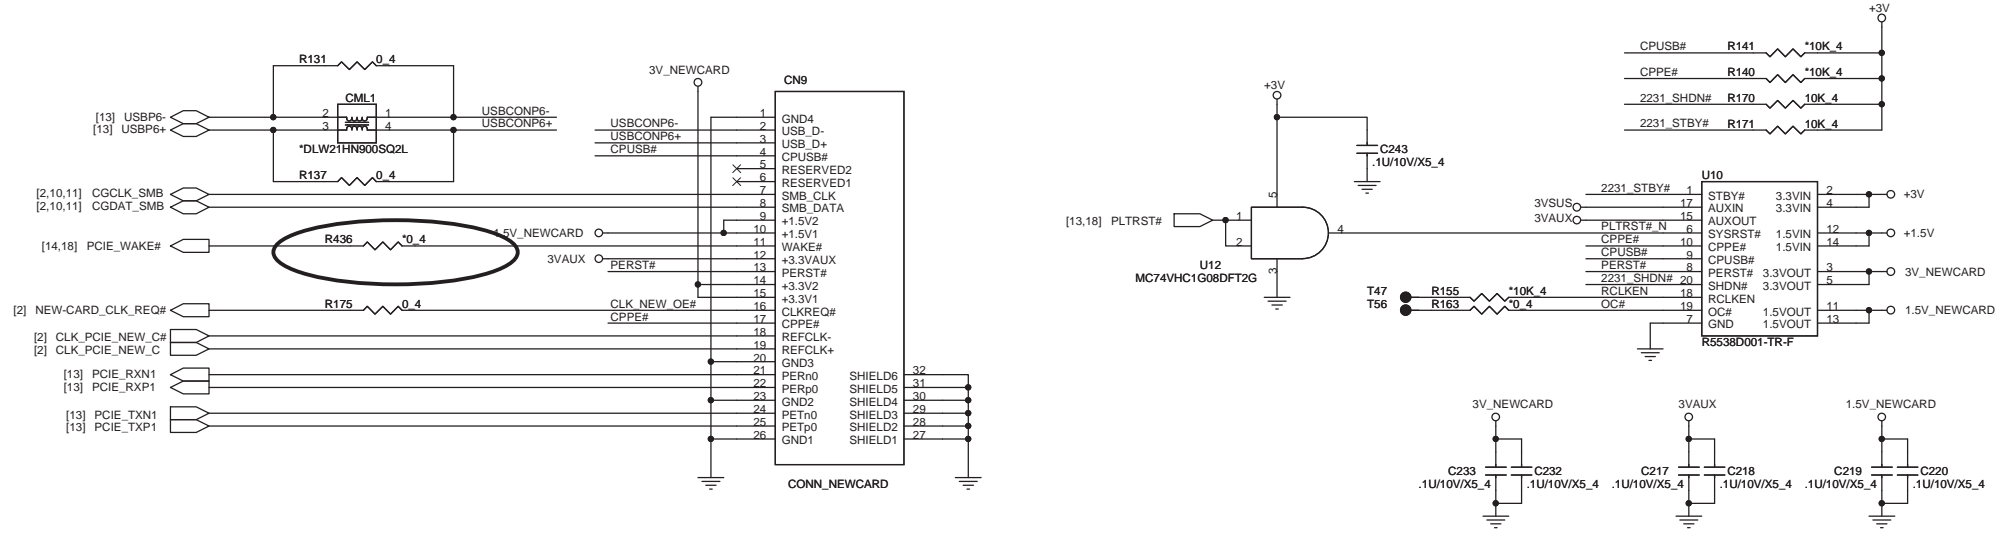 R131 0_4
CML1
[13] USBP6-
2 1
USBCONP6-
[13] USBP6+
3 4
USBCONP6+
*DLW21HN900SQ2L
R137 0_4
[2,10,11] CGCLK_SMB
[2,10,11] CGDAT_SMB
[14,18] PCIE_WAKE#
R436 *0_4
[2] NEW-CARD_CLK_REQ#
R175 0_4
[2] CLK_PCIE_NEW_C#
[2] CLK_PCIE_NEW_C
[13] PCIE_RXN1
[13] PCIE_RXP1
[13] PCIE_TXN1
[13] PCIE_TXP1
3V_NEWCARD
CN9
USBCONP6-
USBCONP6+
CPUSB#
1.5V_NEWCARD
3VAUX
PERST#
CLK_NEW_OE#
CPPE#
1 GND4
2 USB_D-
3 USB_D+
4 CPUSB#
5 RESERVED2
6 RESERVED1
7 SMB_CLK
8 SMB_DATA
9 +1.5V2
10 +1.5V1
11 WAKE#
12 +3.3VAUX
13 PERST#
14 +3.3V2
15 +3.3V1
16 CLKREQ#
17 CPPE#
18 REFCLK-
19 REFCLK+
20 GND3
21 PERn0
22 PERp0
23 GND2
24 PETn0
25 PETp0
26 GND1
SHIELD6 32
SHIELD5 31
SHIELD4 30
SHIELD3 29
SHIELD2 28
SHIELD1 27
CONN_NEWCARD
+3V
C243
.1U/10V/X5_4
[13,18] PLTRST#
1
2
5
4
3
U12
MC74VHC1G08DFT2G
+3V
CPUSB# R141 *10K_4
CPPE# R140 *10K_4
2231_SHDN# R170 10K_4
2231_STBY# R171 10K_4
U10
2231_STBY# 1 STBY#
3VSUS 17 AUXIN
3VAUX 15 AUXOUT
PLTRST#_N 6 SYSRST#
CPPE# 10 CPPE#
CPUSB# 9 CPUSB#
PERST# 8 PERST#
2231_SHDN# 20 SHDN#
T47 R155 *10K_4 RCLKEN 18 RCLKEN
T56 R163 *0_4 OC# 19 OC#
7 GND
3.3VIN 2
+3V
3.3VIN 4
1.5VIN 12
+1.5V
1.5VIN 14
3.3VOUT 3
3V_NEWCARD
3.3VOUT 5
1.5VOUT 11
1.5V_NEWCARD
1.5VOUT 13
R5538D001-TR-F
3V_NEWCARD
C233 C232
.1U/10V/X5_4 .1U/10V/X5_4
3VAUX
C217 C218
.1U/10V/X5_4 .1U/10V/X5_4
1.5V_NEWCARD
C219 C220
.1U/10V/X5_4 .1U/10V/X5_4